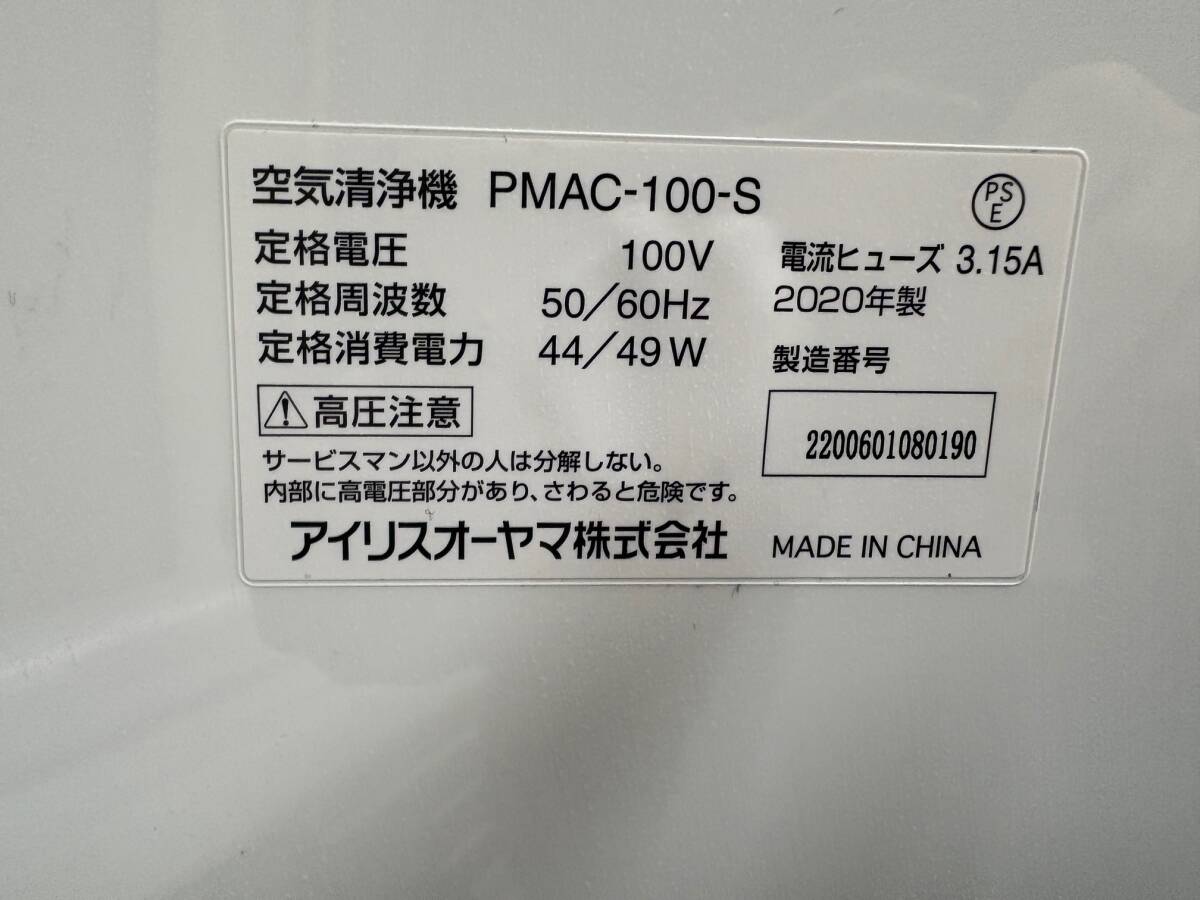 空気清浄機 PMAC-100-S
PS
E
定格電圧 100V
電流ヒューズ 3.15A
定格周波数 50/60Hz
2020年製
定格消費電力 44/49W
製造番号
高圧注意
2200601080190
サービスマン以外の人は分解しない。
内部に高電圧部分があり、さわると危険です。
アイリスオーヤマ株式会社
MADE IN CHINA